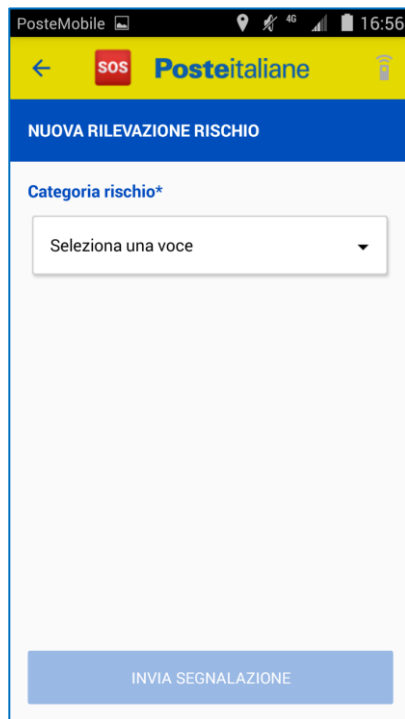 PosteMobile 4G 16:56
SOS Posteitaliane
NUOVA RILEVAZIONE RISCHIO
Categoria rischio*
Seleziona una voce
INVIA SEGNALAZIONE